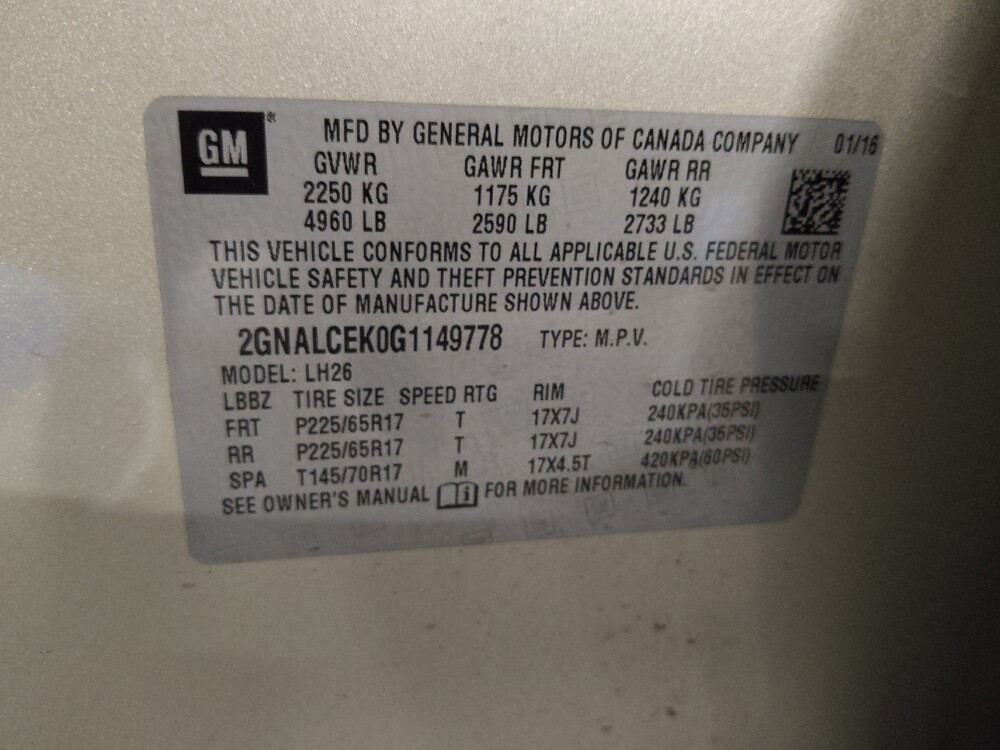 GM ® MFD BY GENERAL MOTORS OF CANADA COMPANY 01/16
GVWR GAWR FRT GAWR RR
2250 KG 1175 KG 1240 KG
4960 LB 2590 LB 2733 LB
THIS VEHICLE CONFORMS TO ALL APPLICABLE U.S. FEDERAL MOTOR
VEHICLE SAFETY AND THEFT PREVENTION STANDARDS IN EFFECT ON
THE DATE OF MANUFACTURE SHOWN ABOVE.
2GNALCEK0G1149778 TYPE: M.P.V.
MODEL: LH26
LBBZ TIRE SIZE SPEED RTG RIM COLD TIRE PRESSURE
FRT P225/65R17 T 17X7J 240KPA(35PSI)
RR P225/65R17 T 17X7J 240KPA(35PSI)
SPA T145/70R17 M 17X4.5T 420KPA(60PSI)
SEE OWNER'S MANUAL i FOR MORE INFORMATION.